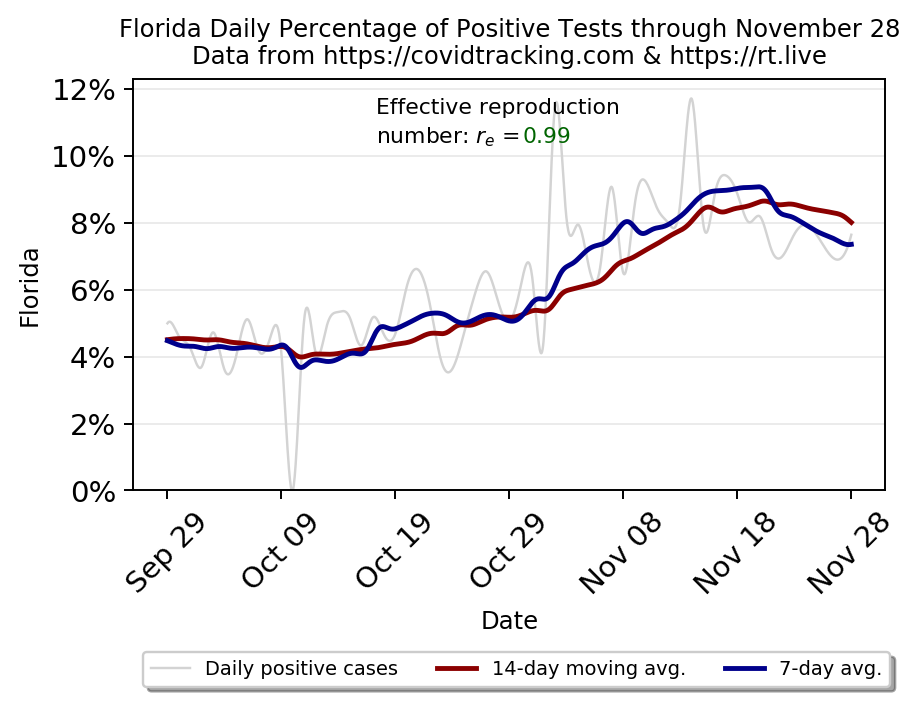 Florida Daily Percentage of Positive Tests through November 28
Data from https://covidtracking.com & https://rt.live
12%
Effective reproduction
number: rₑ =0.99
10%
8%
6%
4%
2%
0%
Florida
Sep 29
Oct 09
Oct 19
Oct 29
Nov 08
Nov 18
Nov 28
Date
Daily positive cases 14-day moving avg. 7-day avg.